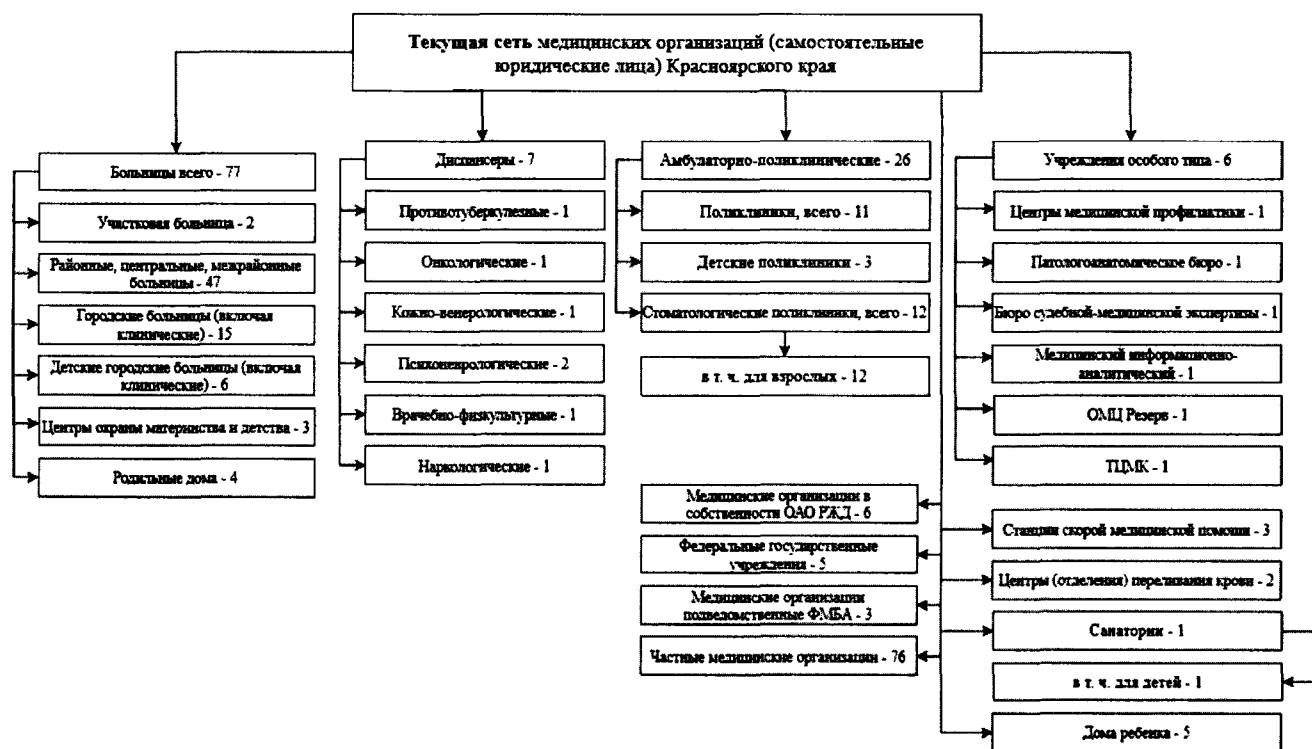 Текущая сеть медицинских организаций (самостоятельные
юридические лица) Красноярского края
Больницы всего - 77
Участковая больница - 2
Районные, центральные, межрайонные
больницы - 47
Городские больницы (включая
клинические) - 15
Детские городские больницы (включая
клинические) - 6
Центры охраны материнства и детства - 3
Родильные дома - 4
Диспансеры - 7
Противотуберкулезные - 1
Онкологические - 1
Кожно-венерологические - 1
Психоневрологические - 2
Врачебно-физкультурные - 1
Наркологические - 1
Амбулаторно-поликлинические - 26
Поликлиники, всего - 11
Детские поликлиники - 3
Стоматологические поликлиники, всего - 12
в т. ч. для взрослых - 12
Медицинские организации в
собственности ОАО РЖД - 6
Федеральные государственные
учреждения - 5
Медицинские организации
подведомственные ФМБА - 3
Частные медицинские организации - 76
Учреждения особого типа - 6
Центры медицинской профилактики - 1
Патологоанатомическое бюро - 1
Бюро судебной-медицинской экспертизы - 1
Медицинский информационно-
аналитический - 1
ОМЦ Резерв - 1
ТЦМК - 1
Станции скорой медицинской помощи - 3
Центры (отделения) переливания крови - 2
Санатории - 1
в т. ч. для детей - 1
Дома ребенка - 5